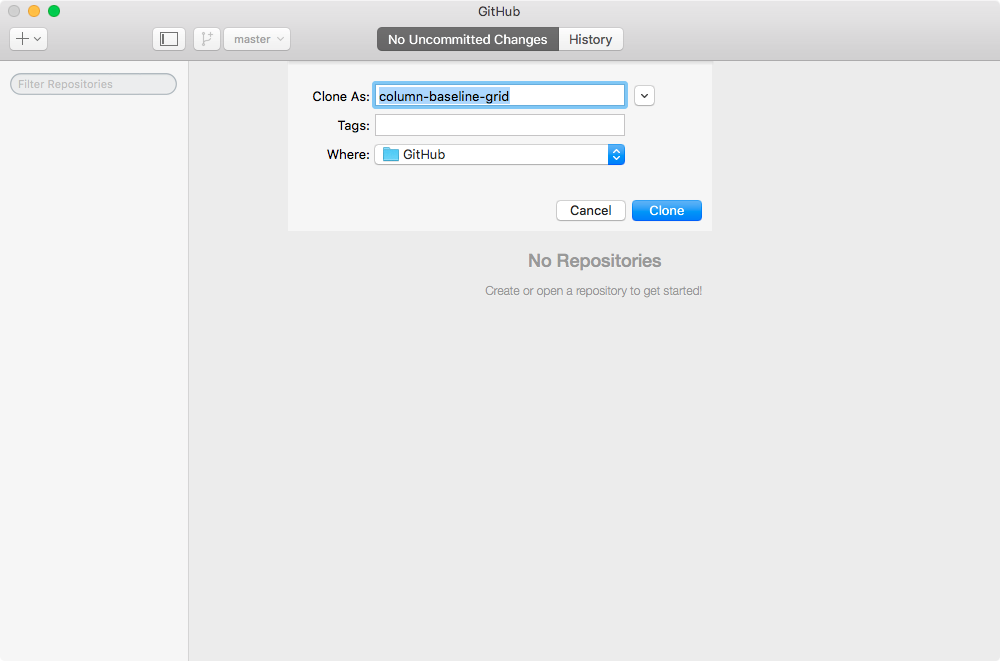 GitHub
master
No Uncommitted Changes
History
Filter Repositories
Clone As: column-baseline-grid
Tags:
Where: GitHub
Cancel
Clone
No Repositories
Create or open a repository to get started!